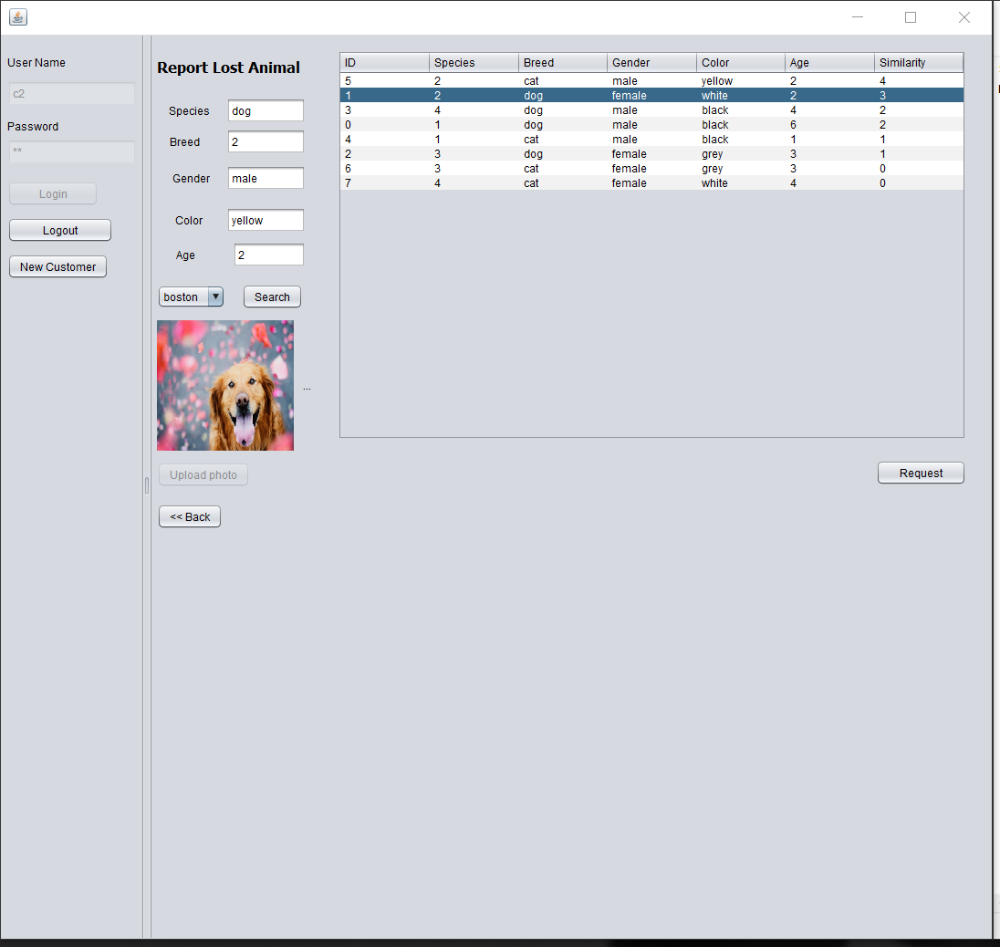 User Name
c2
Password
**
Login
Logout
New Customer
Report Lost Animal
Species dog
Breed 2
Gender male
Color yellow
Age 2
boston Search
...
Upload photo
<< Back
ID Species Breed Gender Color Age Similarity
5 2 cat male yellow 2 4
1 2 dog female white 2 3
3 4 dog male black 4 2
0 1 dog male black 6 2
4 1 cat male black 1 1
2 3 dog female grey 3 1
6 3 cat female grey 3 0
7 4 cat female white 4 0
Request